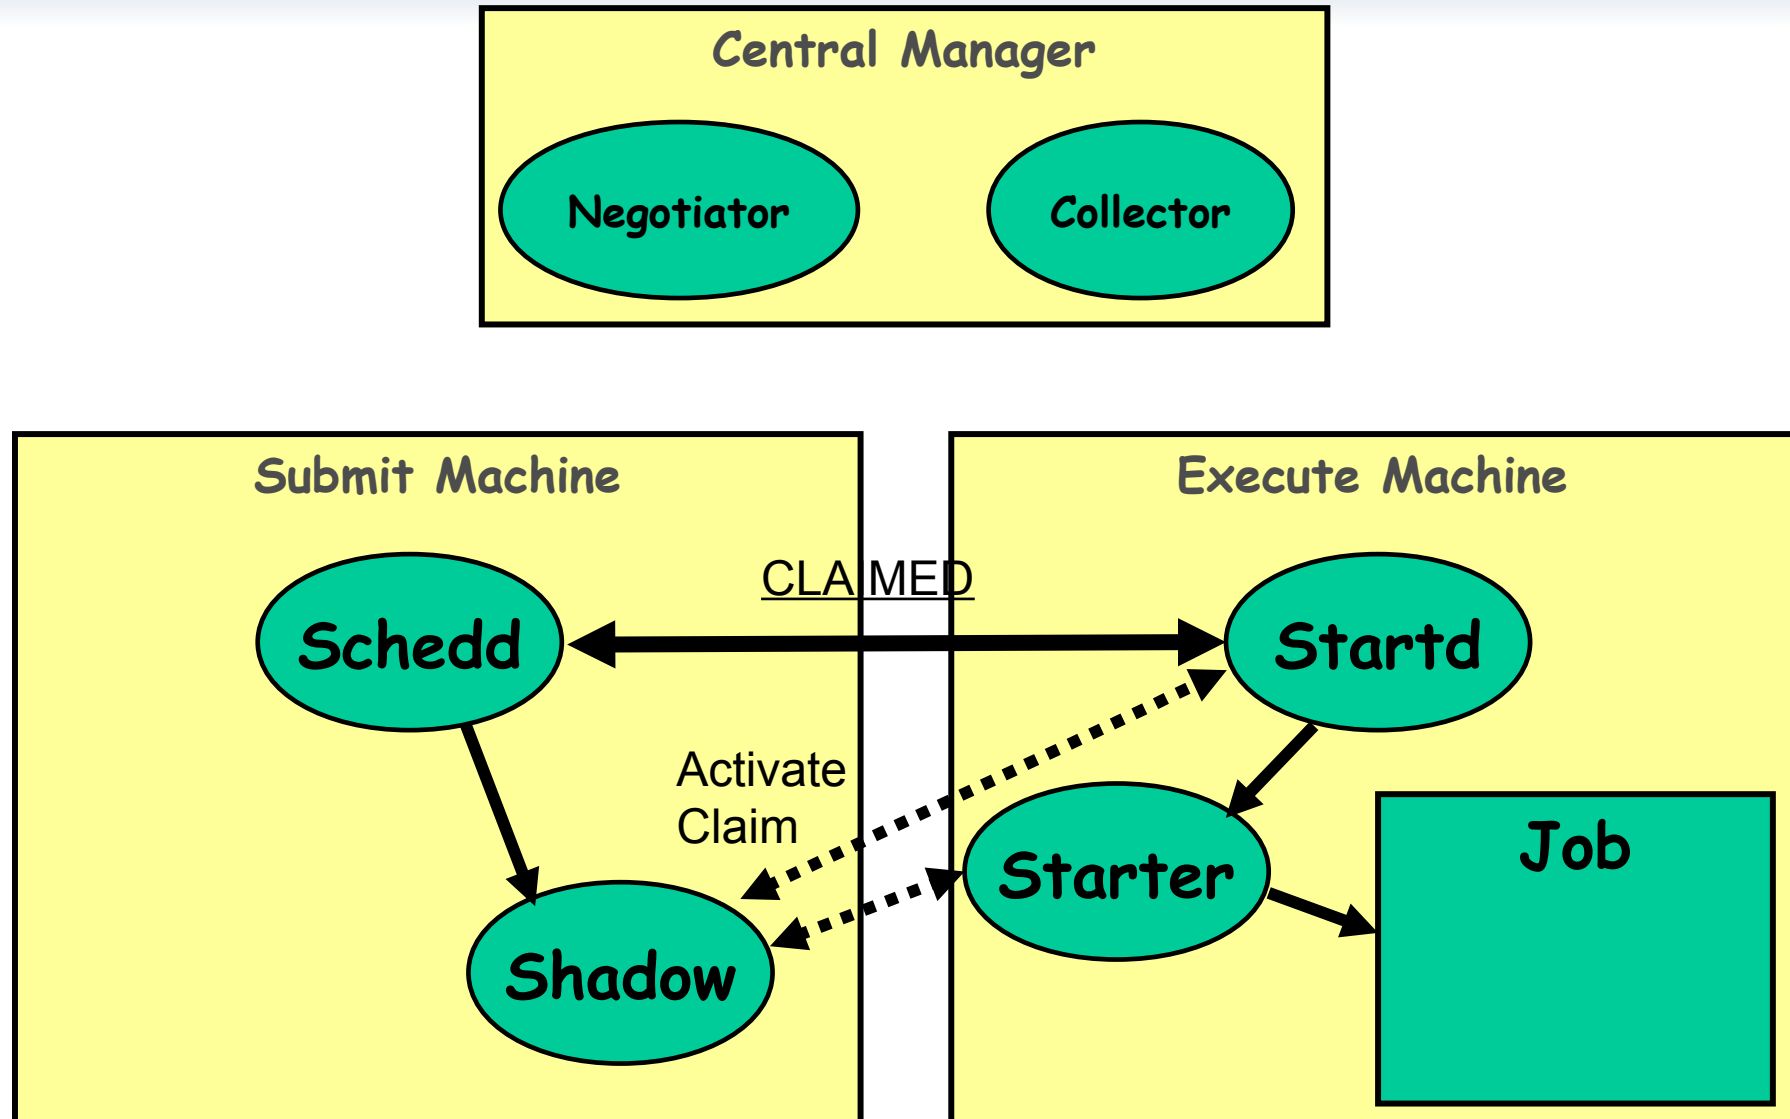 Central Manager
Negotiator
Collector
Submit Machine
Execute Machine
CLAIMED
Schedd
Startd
Activate
Claim
Starter
Job
Shadow